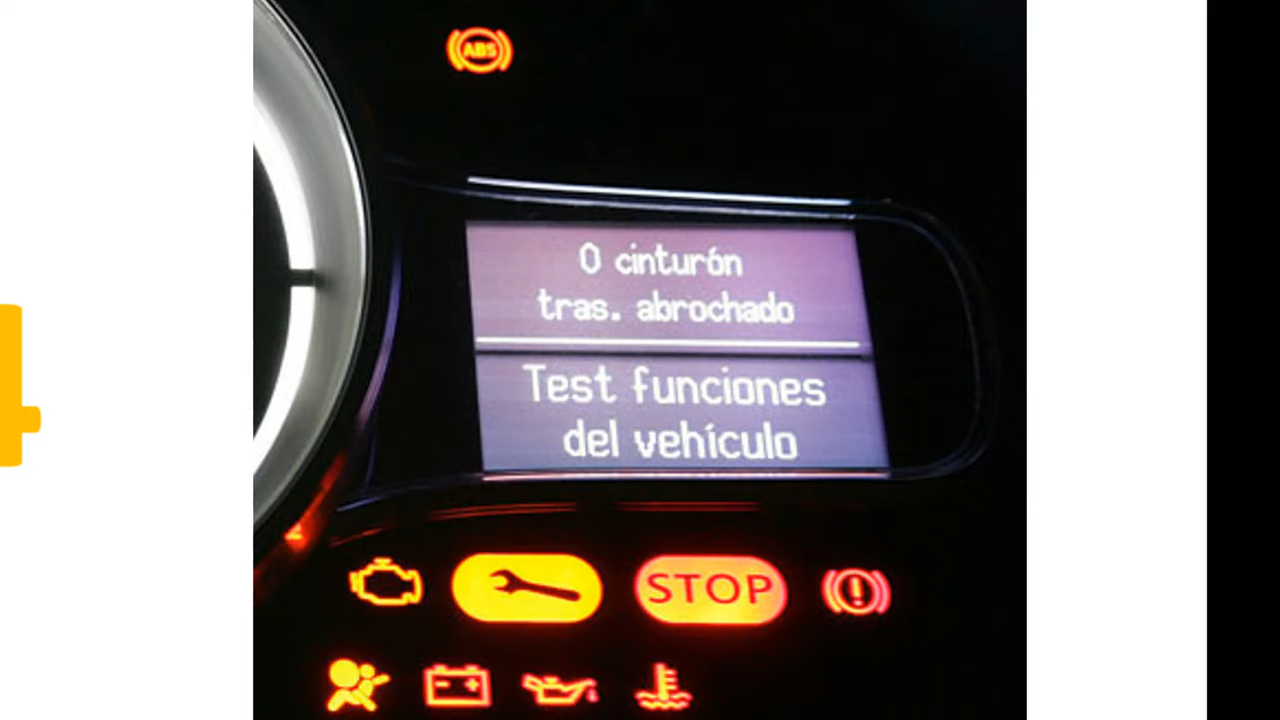 ABS
0 cinturón
tras. abrochado
Test funciones
del vehículo
STOP